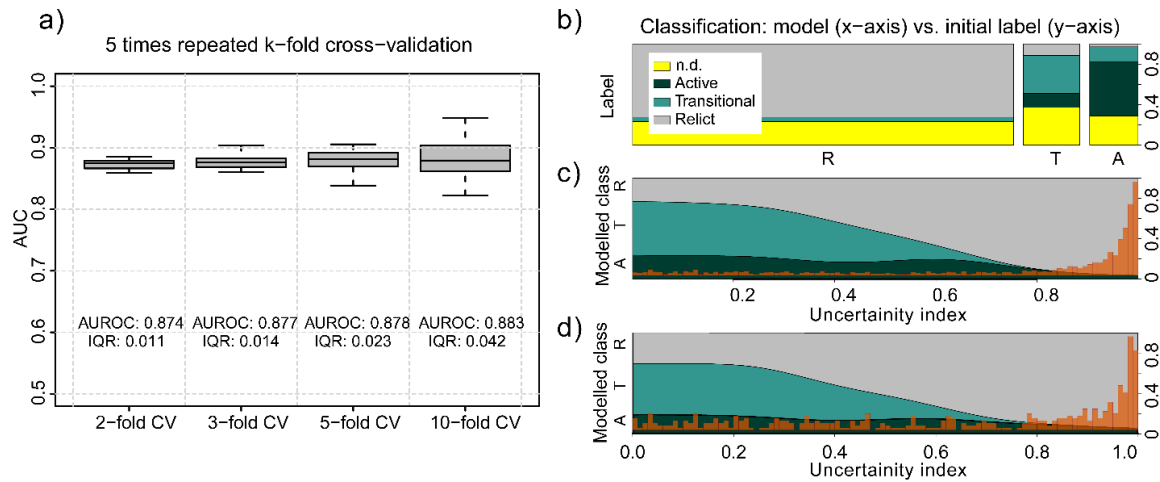 a)
5 times repeated k-fold cross-validation
AUC
1.0
0.9
0.8
0.7
0.6
0.5
AUROC: 0.874
IQR: 0.011
AUROC: 0.877
IQR: 0.014
AUROC: 0.878
IQR: 0.023
AUROC: 0.883
IQR: 0.042
2-fold CV
3-fold CV
5-fold CV
10-fold CV
b)
Classification: model (x-axis) vs. initial label (y-axis)
Label
n.d.
Active
Transitional
Relict
R
T
A
0.8
0.4
0
c)
Modelled class
R
T
A
0.8
0.4
0
0.2
0.4
0.6
0.8
Uncertainity index
d)
Modelled class
R
T
A
0.8
0.4
0
0.0
0.2
0.4
0.6
0.8
1.0
Uncertainity index